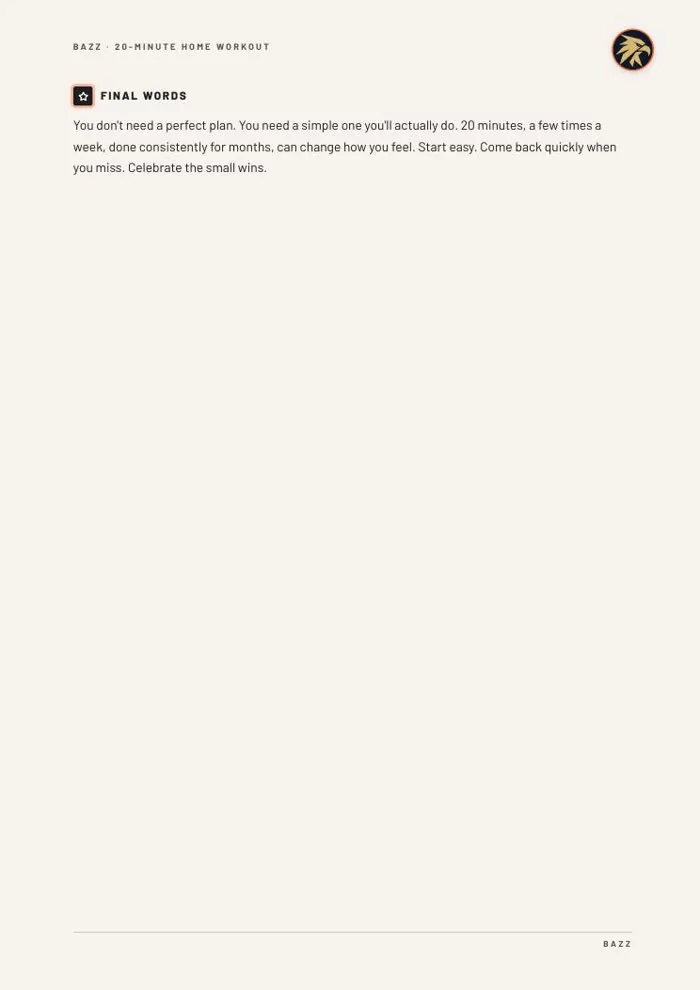 BAZZ · 20-MINUTE HOME WORKOUT
FINAL WORDS
You don't need a perfect plan. You need a simple one you'll actually do. 20 minutes, a few times a
week, done consistently for months, can change how you feel. Start easy. Come back quickly when
you miss. Celebrate the small wins.
BAZZ